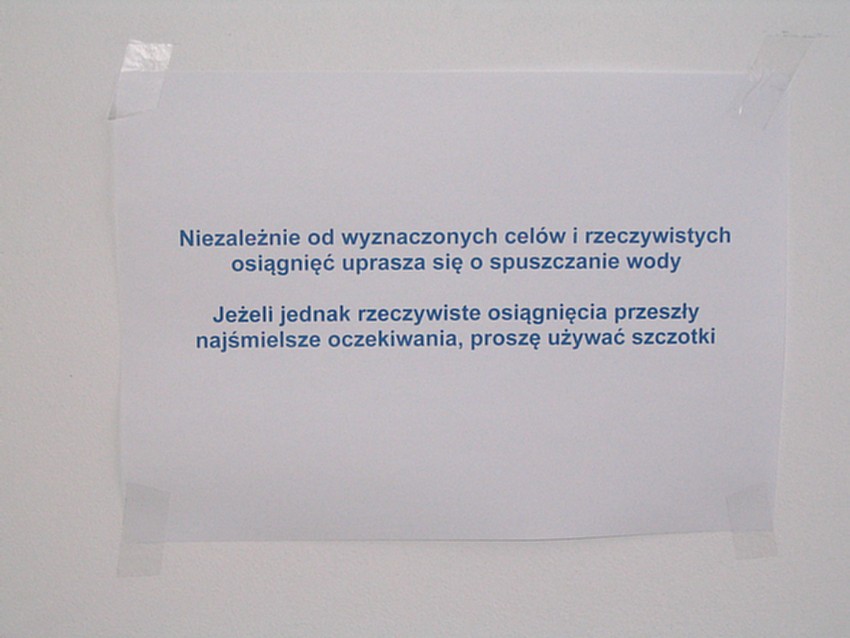 Niezależnie od wyznaczonych celów i rzeczywistych
osiągnięć uprasza się o spuszczanie wody
Jeżeli jednak rzeczywiste osiągnięcia przeszły
najśmielsze oczekiwania, proszę używać szczotki